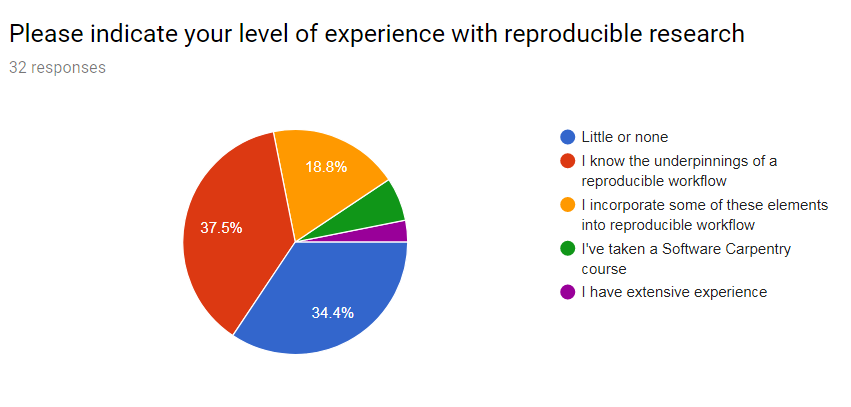 Please indicate your level of experience with reproducible research
32 responses
18.8%
37.5%
34.4%
Little or none
I know the underpinnings of a
reproducible workflow
I incorporate some of these elements
into reproducible workflow
I've taken a Software Carpentry
course
I have extensive experience